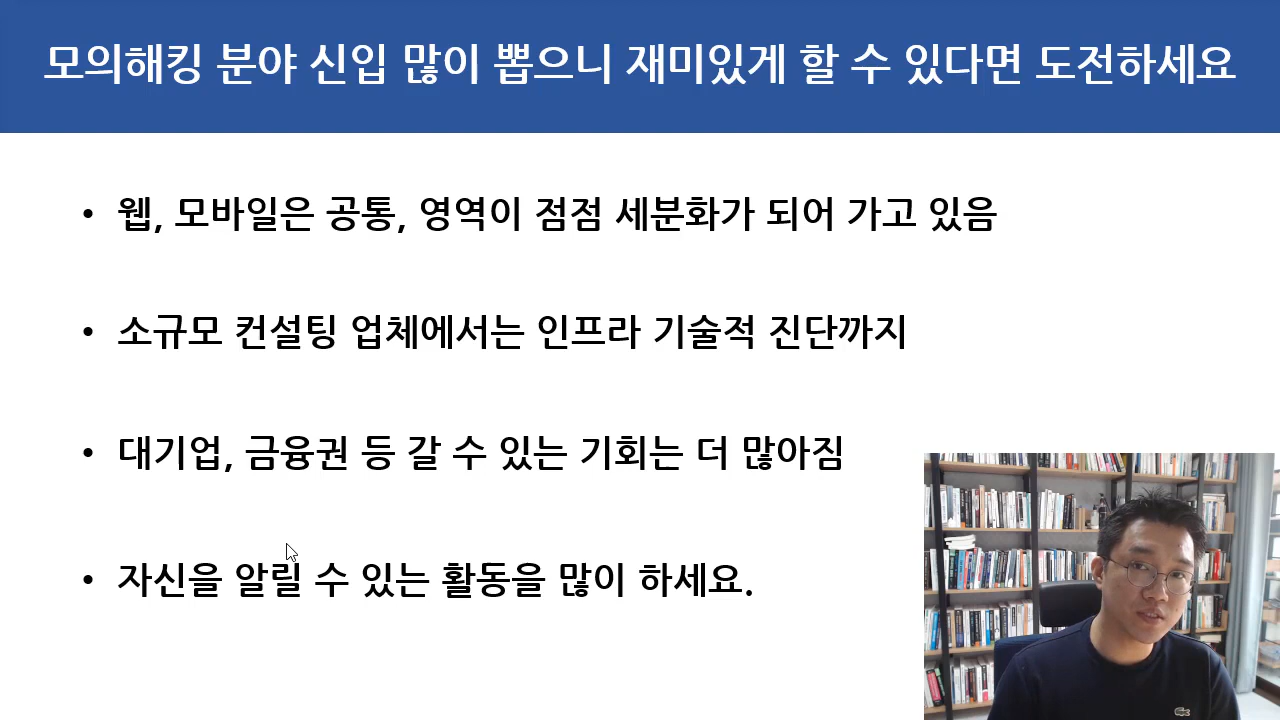 모의해킹 분야 신입 많이 뽑으니 재미있게 할 수 있다면 도전하세요
• 웹, 모바일은 공통, 영역이 점점 세분화가 되어 가고 있음
• 소규모 컨설팅 업체에서는 인프라 기술적 진단까지
• 대기업, 금융권 등 갈 수 있는 기회는 더 많아짐
• 자신을 알릴 수 있는 활동을 많이 하세요.